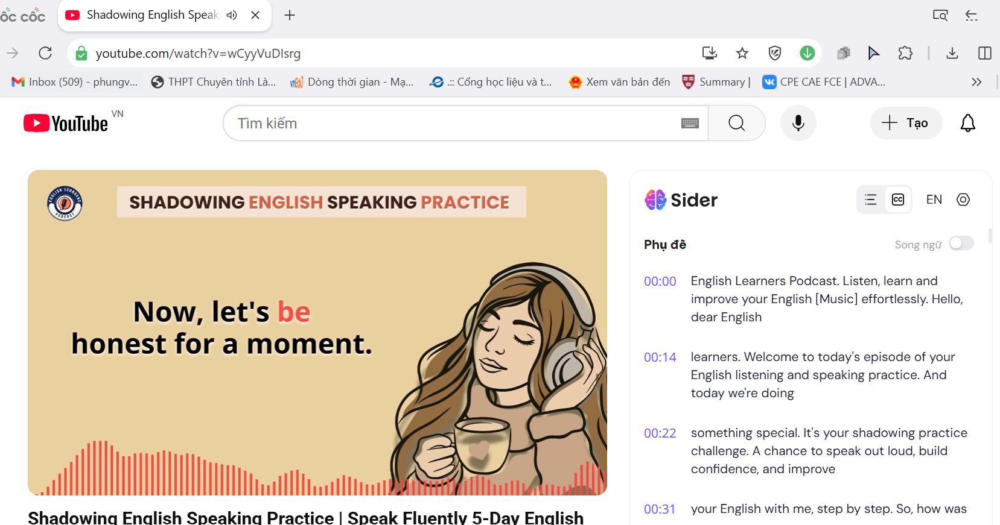 ốc cốc
Shadowing English Speak
youtube.com/watch?v=wCyyVuDIsrg
Inbox (509) - phungv...
THPT Chuyên tỉnh Là...
Dòng thời gian - Mạ...
.:: Cổng học liệu và t...
Xem văn bản đến
Summary |
CPE CAE FCE | ADVA...
YouTube VN
Tìm kiếm
Tạo
ENGLISH LEARNERS
PODCAST
SHADOWING ENGLISH SPEAKING PRACTICE
Now, let's be
honest for a moment.
Shadowing English Speaking Practice | Speak Fluently 5-Day English
Sider
CC
EN
Phụ đề
Song ngữ
00:00 English Learners Podcast. Listen, learn and
improve your English [Music] effortlessly. Hello,
dear English
00:14 learners. Welcome to today's episode of your
English listening and speaking practice. And
today we're doing
00:22 something special. It's your shadowing practice
challenge. A chance to speak out loud, build
confidence, and improve
00:31 your English with me, step by step. So, how was